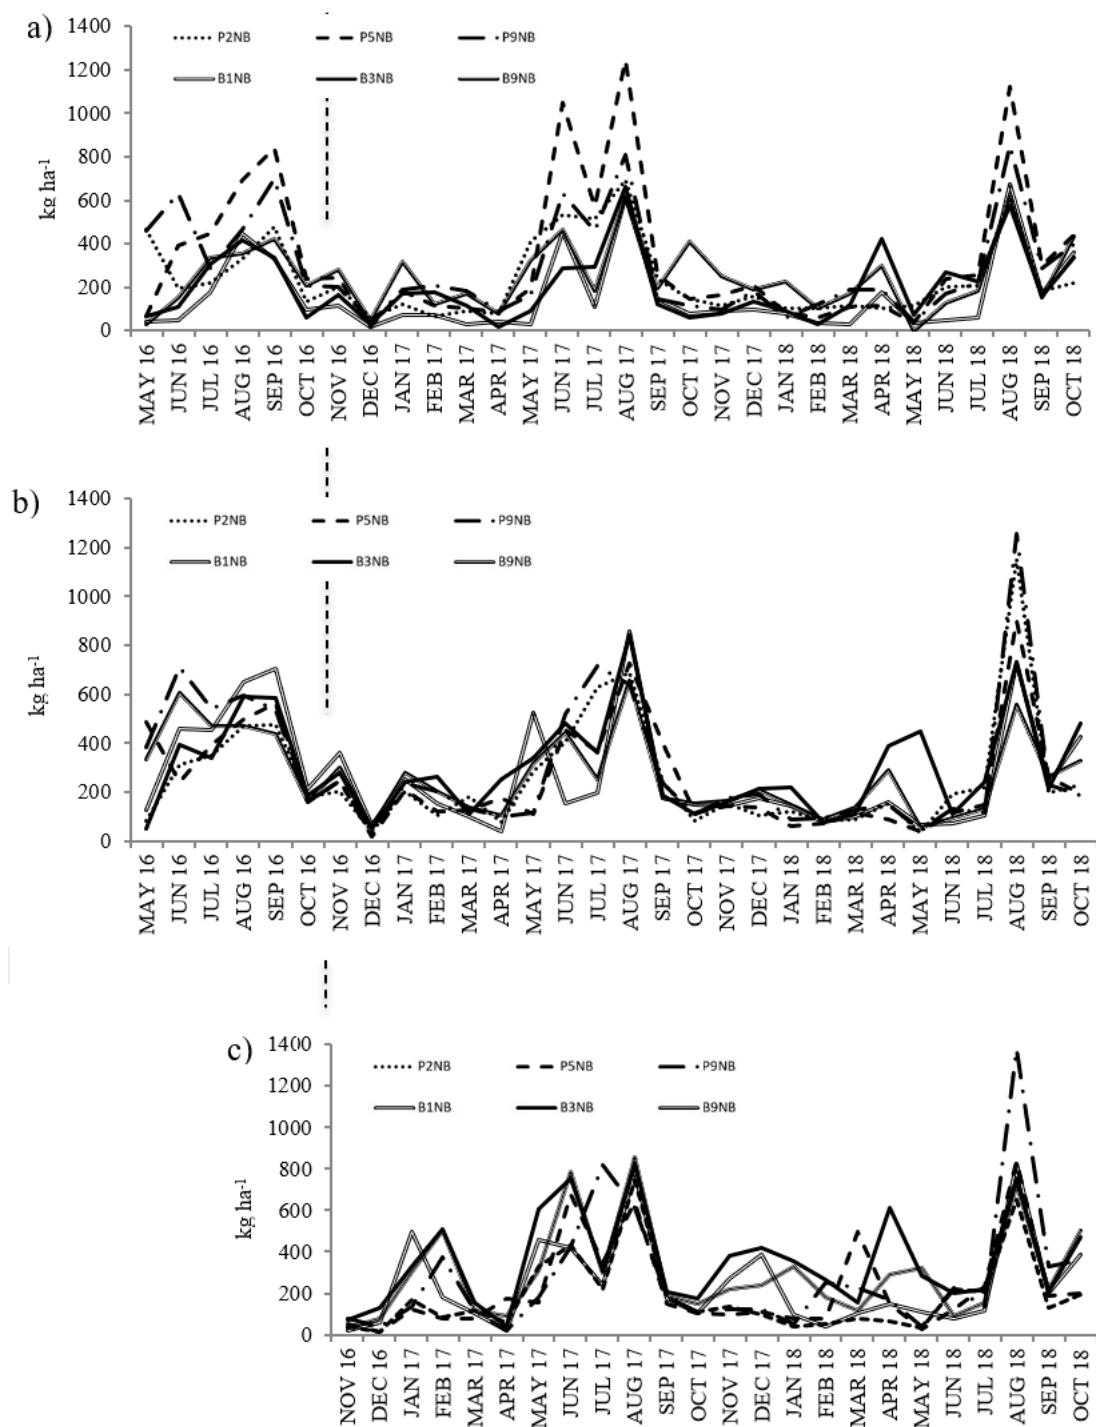 a)
1400
1200
1000
800
600
400
200
0
kg ha-1
P2NB P5NB P9NB
B1NB B3NB B9NB
MAY 16
JUN 16
JUL 16
AUG 16
SEP 16
OCT 16
NOV 16
DEC 16
JAN 17
FEB 17
MAR 17
APR 17
MAY 17
JUN 17
JUL 17
AUG 17
SEP 17
OCT 17
NOV 17
DEC 17
JAN 18
FEB 18
MAR 18
APR 18
MAY 18
JUN 18
JUL 18
AUG 18
SEP 18
OCT 18
b)
1400
1200
1000
800
600
400
200
0
kg ha-1
P2NB P5NB P9NB
B1NB B3NB B9NB
MAY 16
JUN 16
JUL 16
AUG 16
SEP 16
OCT 16
NOV 16
DEC 16
JAN 17
FEB 17
MAR 17
APR 17
MAY 17
JUN 17
JUL 17
AUG 17
SEP 17
OCT 17
NOV 17
DEC 17
JAN 18
FEB 18
MAR 18
APR 18
MAY 18
JUN 18
JUL 18
AUG 18
SEP 18
OCT 18
c)
1400
1200
1000
800
600
400
200
0
kg ha-1
P2NB P5NB P9NB
B1NB B3NB B9NB
NOV 16
DEC 16
JAN 17
FEB 17
MAR 17
APR 17
MAY 17
JUN 17
JUL 17
AUG 17
SEP 17
OCT 17
NOV 17
DEC 17
JAN 18
FEB 18
MAR 18
APR 18
MAY 18
JUN 18
JUL 18
AUG 18
SEP 18
OCT 18